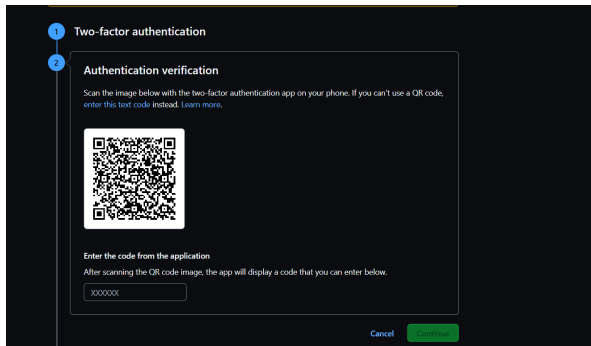 1 Two-factor authentication
2
Authentication verification
Scan the image below with the two-factor authentication app on your phone. If you can't use a QR code,
enter this text code instead. Learn more.
Enter the code from the application
After scanning the QR code image, the app will display a code that you can enter below.
XXXXXX
Cancel Continue